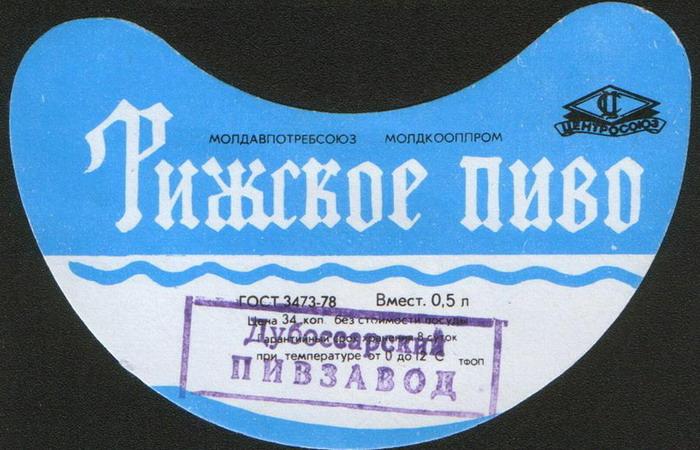 МОЛДАВПОТРЕБСОЮЗ МОЛДКООППРОМ
ЦЕНТРОСОЮЗ
Рижское пиво
ГОСТ 3473-78 Вмест. 0,5 л
Цена 34 коп. без стоимости посуды
Гарантийный срок хранения 8 суток
при температуре от 0 до 12°С ТФОП
Дубоссарский
ПИВЗАВОД